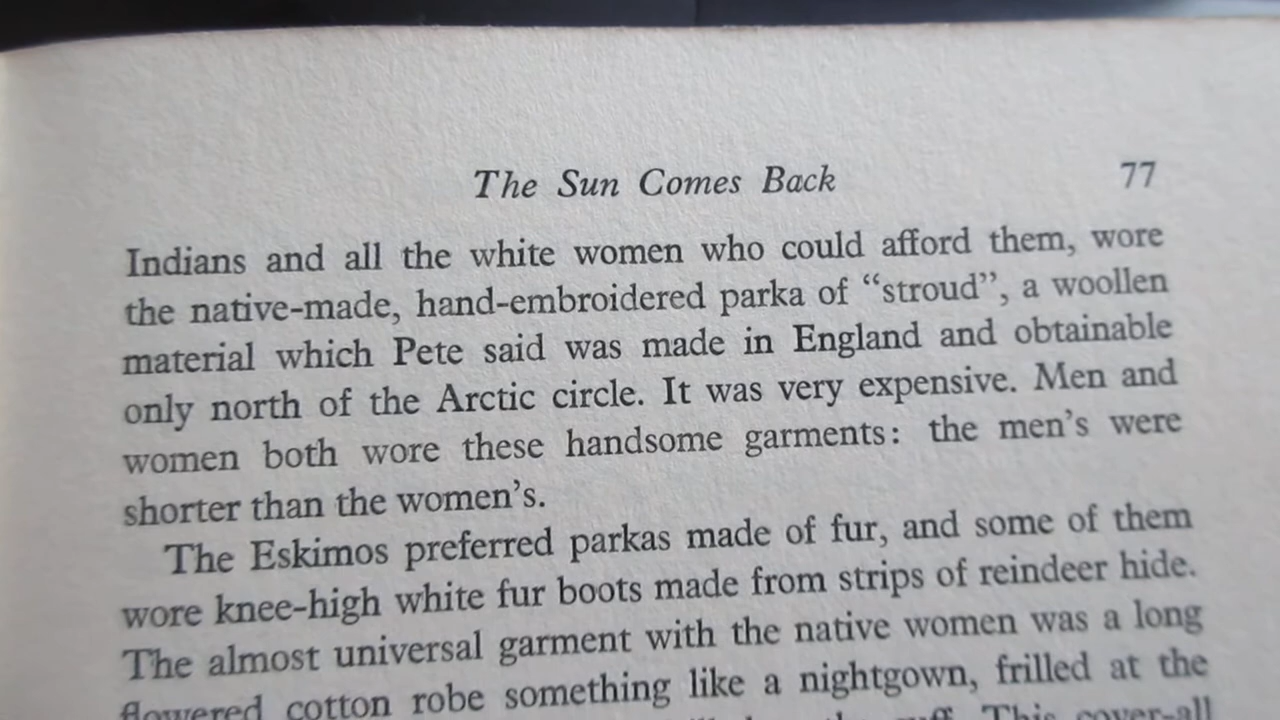 The Sun Comes Back 77
Indians and all the white women who could afford them, wore
the native-made, hand-embroidered parka of “stroud”, a woollen
material which Pete said was made in England and obtainable
only north of the Arctic circle. It was very expensive. Men and
women both wore these handsome garments: the men’s were
shorter than the women’s.
The Eskimos preferred parkas made of fur, and some of them
wore knee-high white fur boots made from strips of reindeer hide.
The almost universal garment with the native women was a long
flowered cotton robe something like a nightgown, frilled at the
This cover-all